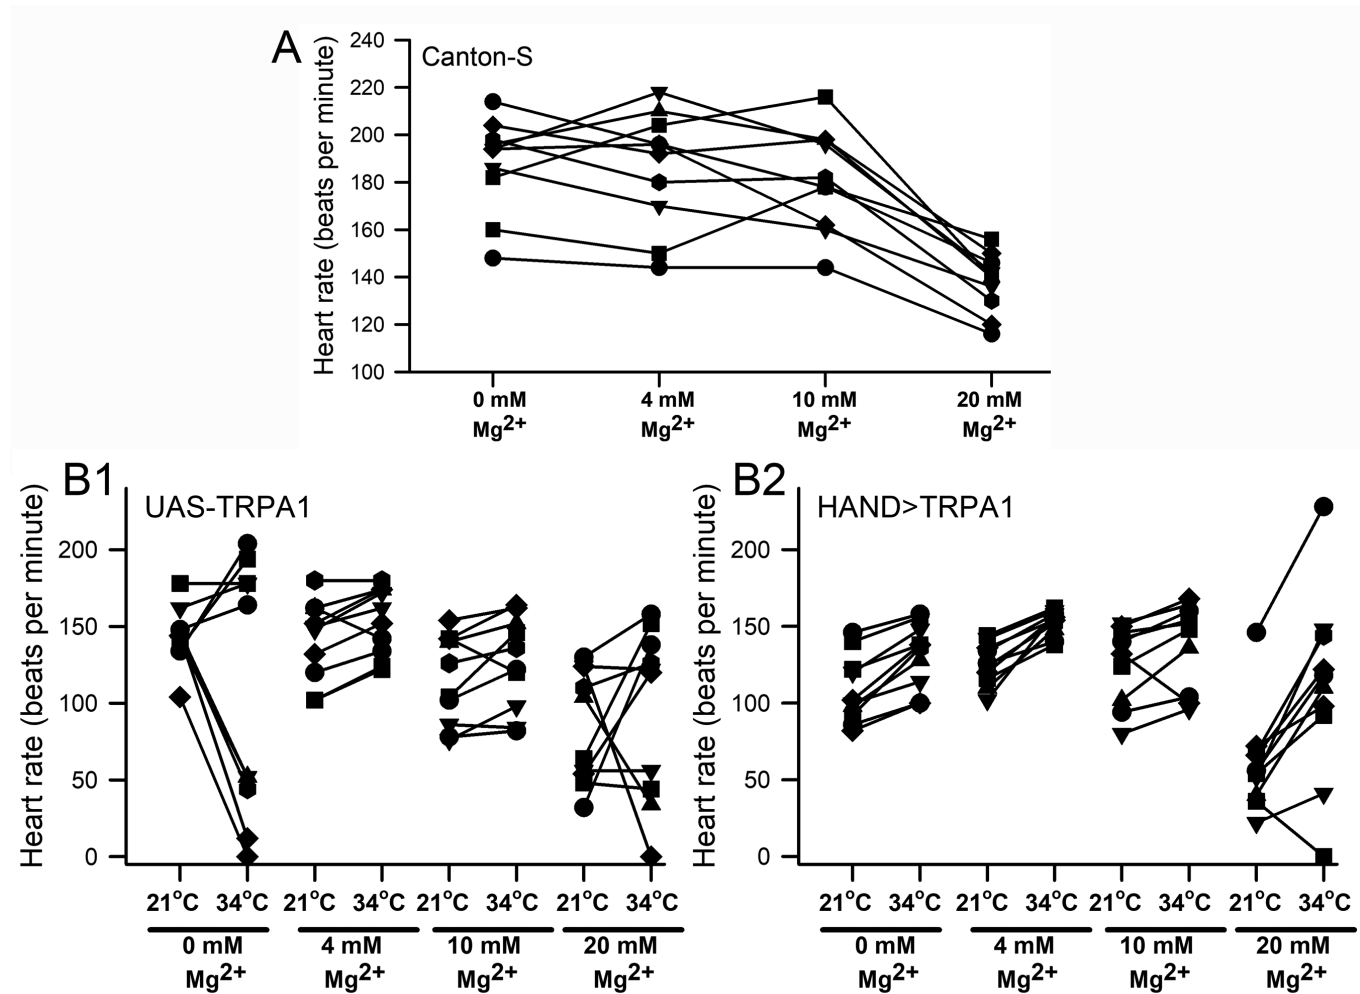 A
Canton-S
Heart rate (beats per minute)
240
220
200
180
160
140
120
100
0 mM 4 mM 10 mM 20 mM
Mg2+ Mg2+ Mg2+ Mg2+
B1
UAS-TRPA1
Heart rate (beats per minute)
200
150
100
50
0
21°C 34°C 21°C 34°C 21°C 34°C 21°C 34°C
0 mM 4 mM 10 mM 20 mM
Mg2+ Mg2+ Mg2+ Mg2+
B2
HAND>TRPA1
Heart rate (beats per minute)
200
150
100
50
0
21°C 34°C 21°C 34°C 21°C 34°C 21°C 34°C
0 mM 4 mM 10 mM 20 mM
Mg2+ Mg2+ Mg2+ Mg2+